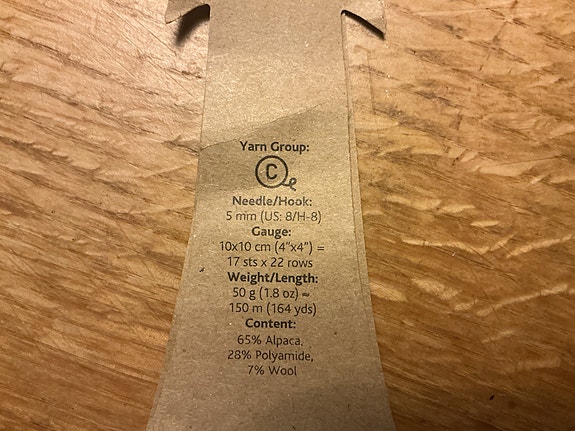 Yarn Group:
C
Needle/Hook:
5 mm (US: 8/H-8)
Gauge:
10x10 cm (4"x4") =
17 sts x 22 rows
Weight/Length:
50 g (1.8 oz) ≈
150 m (164 yds)
Content:
65% Alpaca,
28% Polyamide,
7% Wool